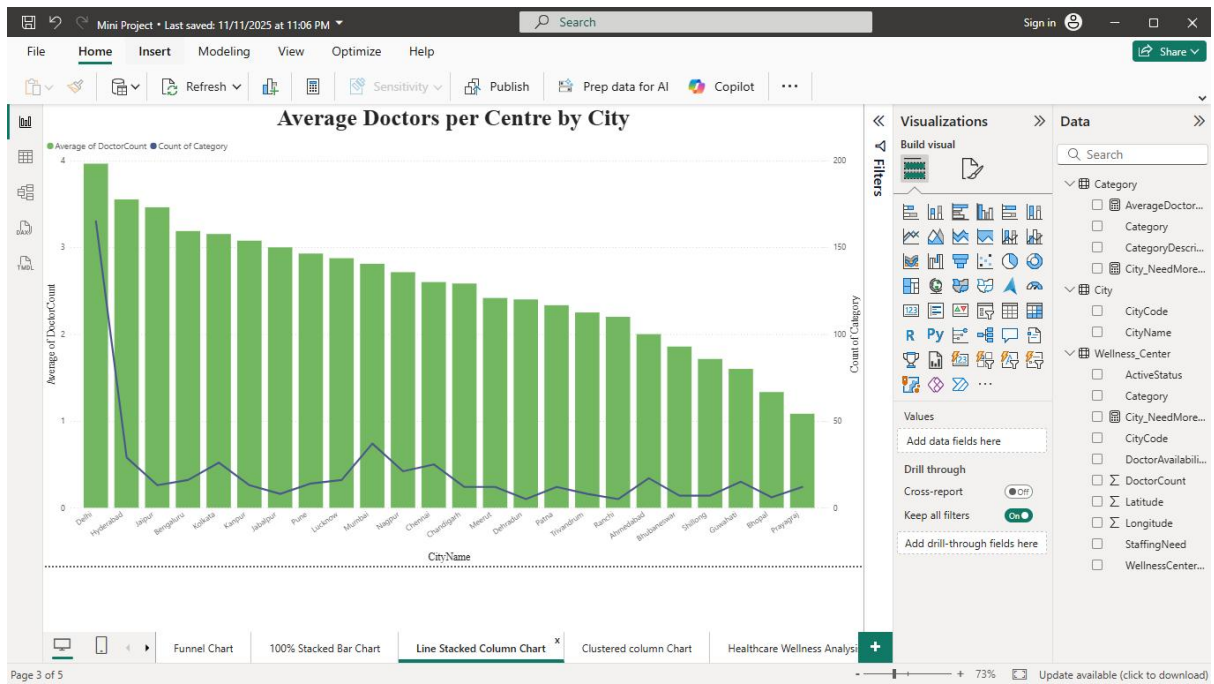 Mini Project • Last saved: 11/11/2025 at 11:06 PM
Search
Sign in
File Home Insert Modeling View Optimize Help
Share
Refresh
Sensitivity
Publish
Prep data for AI
Copilot
Average Doctors per Centre by City
Average of DoctorCount Count of Category
4
3
2
1
0
Average of DoctorCount
200
150
100
50
0
Count of Category
Delhi
Hyderabad
Jaipur
Bengaluru
Kolkata
Kanpur
Jabalpur
Pune
Lucknow
Mumbai
Nagpur
Chennai
Chandigarh
Meerut
Dehradun
Patna
Trivandrum
Ranchi
Ahmedabad
Bhubaneswar
Shillong
Guwahati
Bhopal
Prayagraj
CityName
DAX
TMDL
Filters
Visualizations
Build visual
123
R Py
123
Values
Add data fields here
Drill through
Cross-report
Off
Keep all filters
On
Add drill-through fields here
Data
Search
Category
AverageDoctor...
Category
CategoryDescri...
City_NeedMore...
City
CityCode
CityName
Wellness_Center
ActiveStatus
Category
City_NeedMore...
CityCode
DoctorAvailabili...
DoctorCount
Latitude
Longitude
StaffingNeed
WellnessCenter...
Funnel Chart
100% Stacked Bar Chart
Line Stacked Column Chart x
Clustered column Chart
Healthcare Wellness Analysi
Page 3 of 5
- + 73%
Update available (click to download)